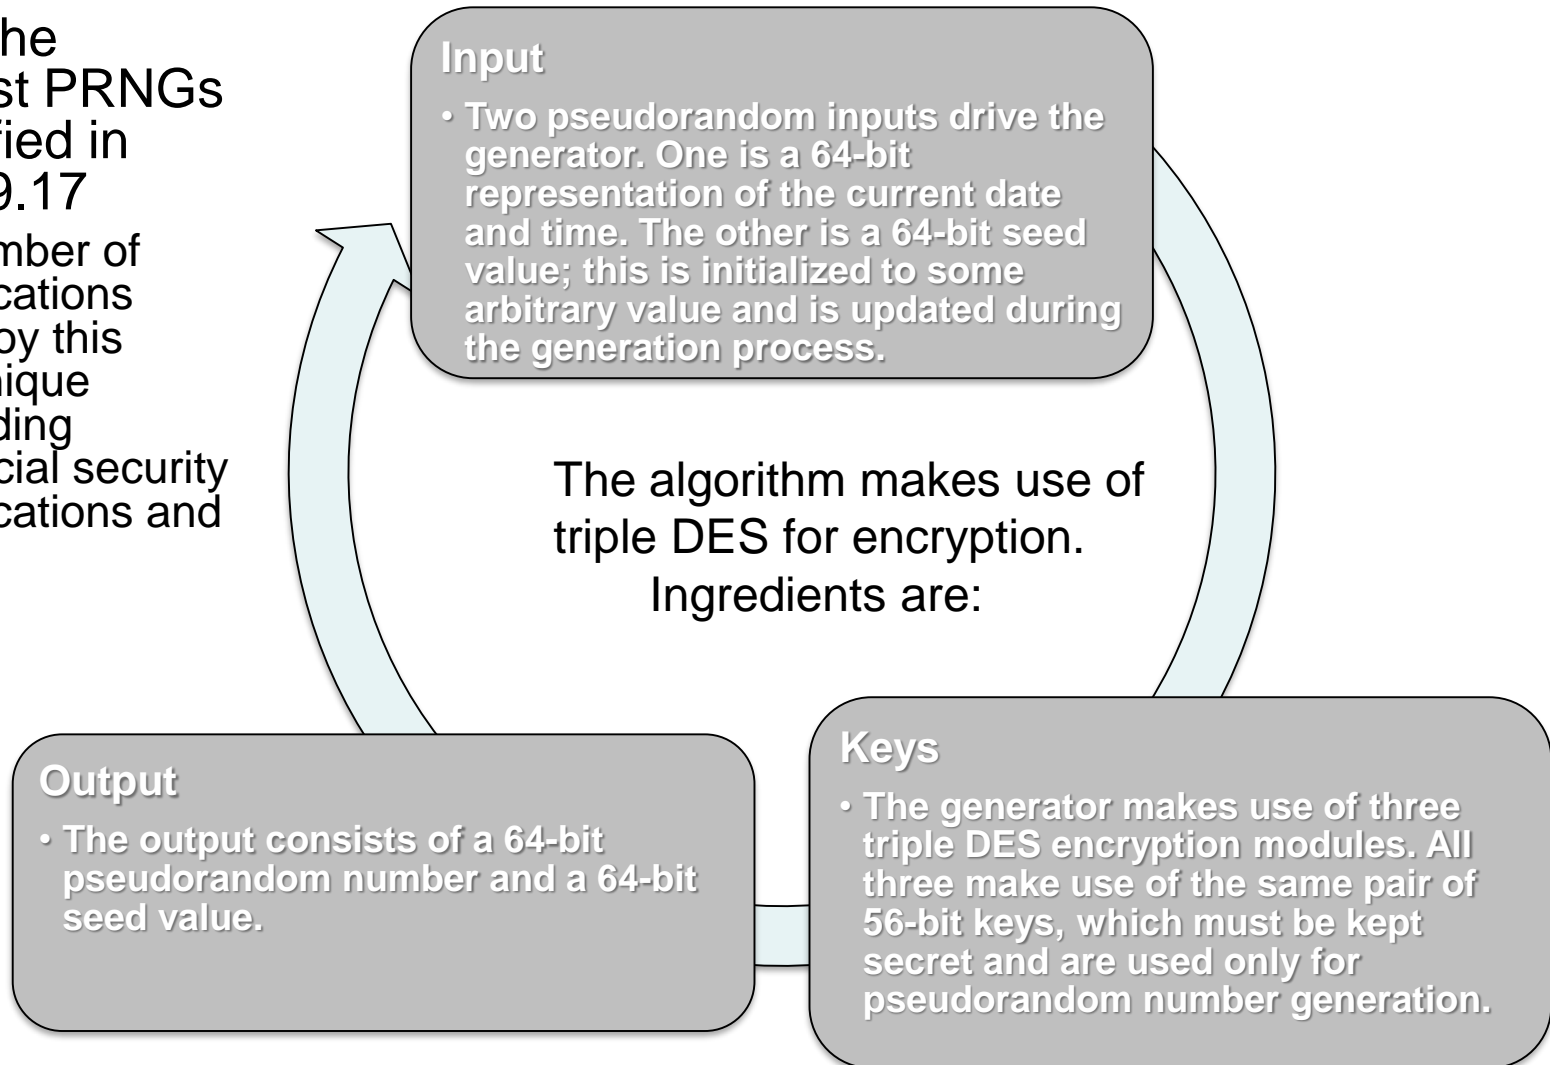 he
st PRNGs
fied in
9.17
mber of
cations
oy this
nique
ding
cial security
cations and
Input
• Two pseudorandom inputs drive the
generator. One is a 64-bit
representation of the current date
and time. The other is a 64-bit seed
value; this is initialized to some
arbitrary value and is updated during
the generation process.
The algorithm makes use of
triple DES for encryption.
Ingredients are:
Keys
• The generator makes use of three
triple DES encryption modules. All
three make use of the same pair of
56-bit keys, which must be kept
secret and are used only for
pseudorandom number generation.
Output
• The output consists of a 64-bit
pseudorandom number and a 64-bit
seed value.